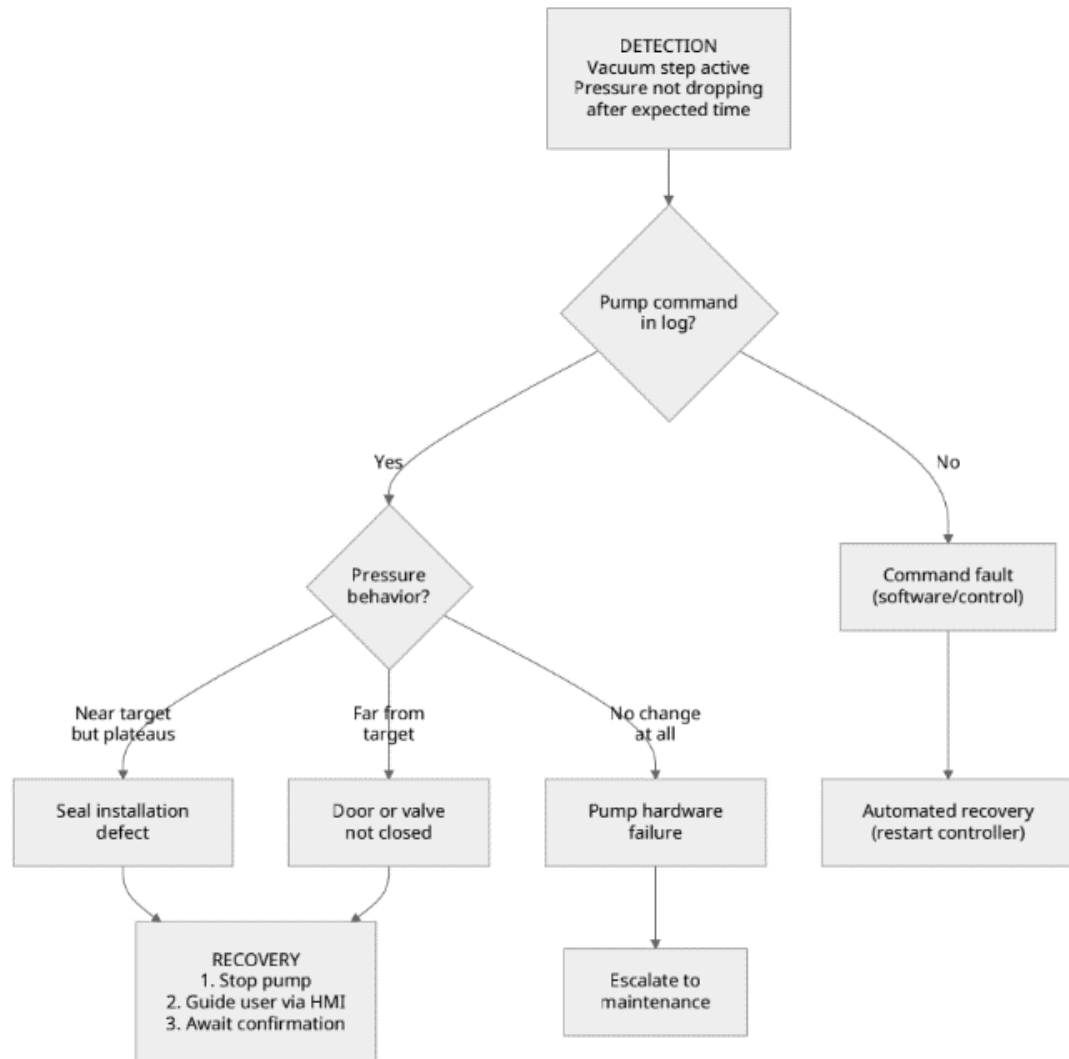 DETECTION
Vacuum step active
Pressure not dropping
after expected time
Pump command
in log?
Yes
No
Pressure
behavior?
Command fault
(software/control)
Near target
but plateaus
Far from
target
No change
at all
Seal installation
defect
Door or valve
not closed
Pump hardware
failure
Automated recovery
(restart controller)
RECOVERY
1. Stop pump
2. Guide user via HMI
3. Await confirmation
Escalate to
maintenance